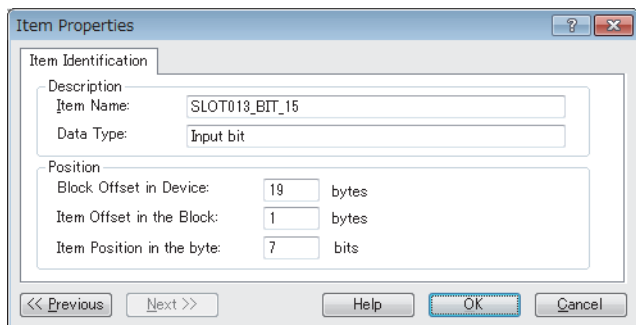 Item Properties
Item Identification
Description
Item Name: SLOT013_BIT_15
Data Type: Input bit
Position
Block Offset in Device: 19 bytes
Item Offset in the Block: 1 bytes
Item Position in the byte: 7 bits
<< Previous Next >> Help OK Cancel